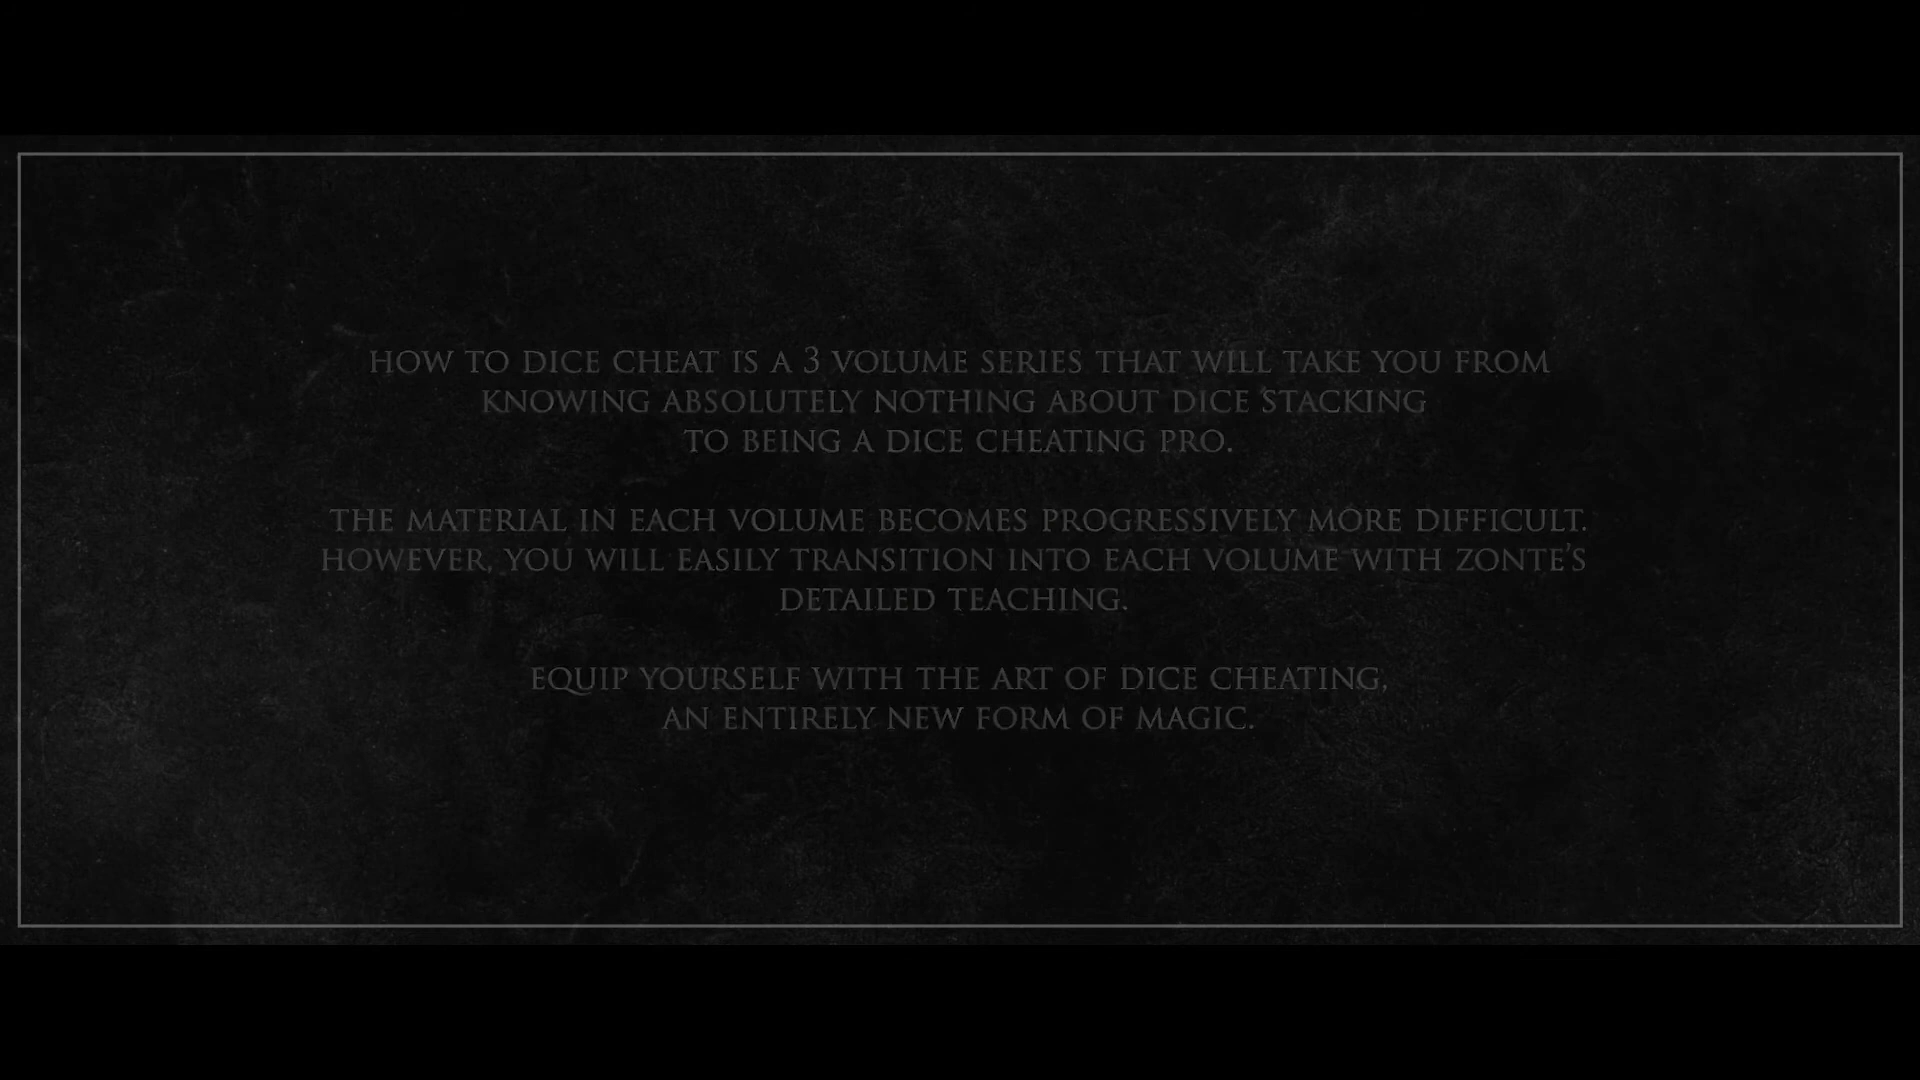 HOW TO DICE CHEAT IS A 3 VOLUME SERIES THAT WILL TAKE YOU FROM
KNOWING ABSOLUTELY NOTHING ABOUT DICE STACKING
TO BEING A DICE CHEATING PRO.
THE MATERIAL IN EACH VOLUME BECOMES PROGRESSIVELY MORE DIFFICULT.
HOWEVER, YOU WILL EASILY TRANSITION INTO EACH VOLUME WITH ZONTE'S
DETAILED TEACHING.
EQUIP YOURSELF WITH THE ART OF DICE CHEATING,
AN ENTIRELY NEW FORM OF MAGIC.